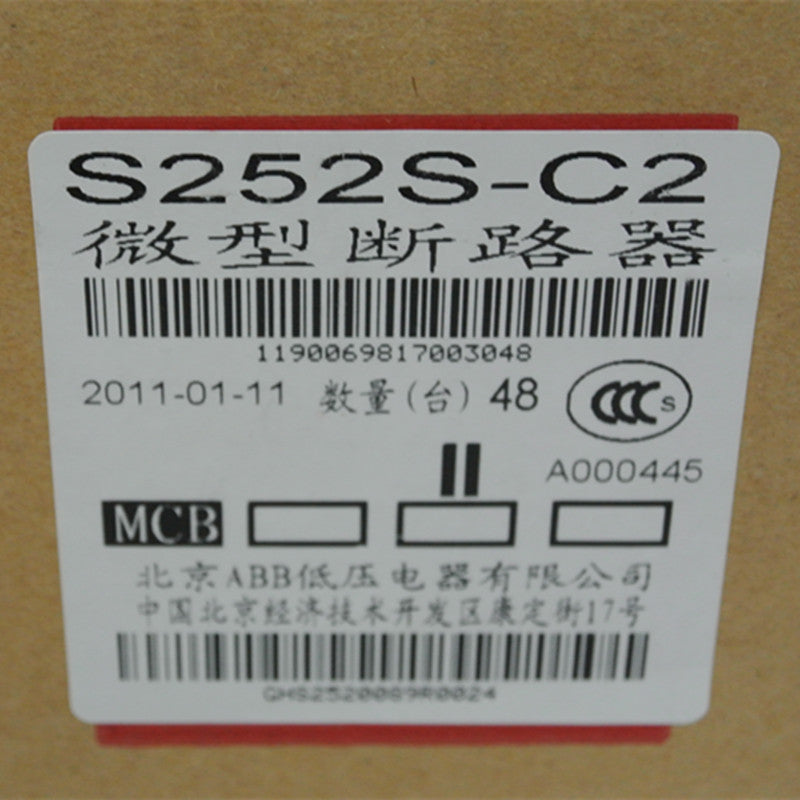 S252S-C2
微型断路器
1190069817003048
2011-01-11 数量(台) 48
CCC S
A000445
MCB
北京ABB低压电器有限公司
中国北京经济技术开发区康定街17号
GHS2520089R0024